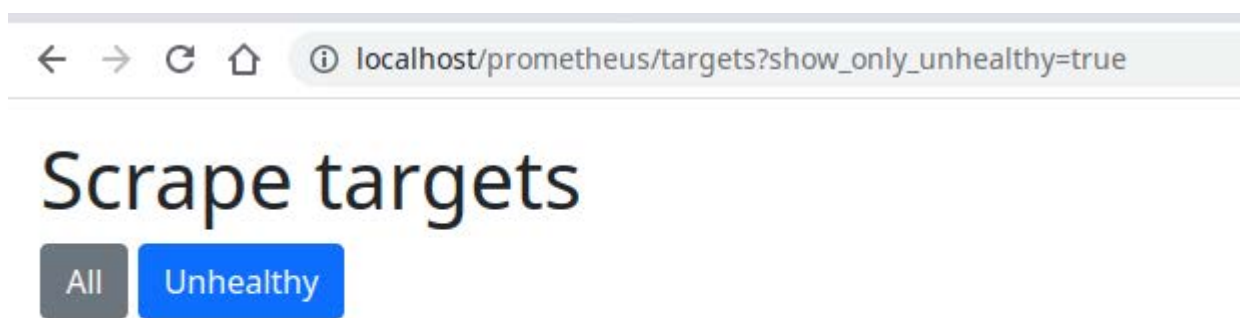 localhost/prometheus/targets?show_only_unhealthy=true
Scrape targets
All Unhealthy